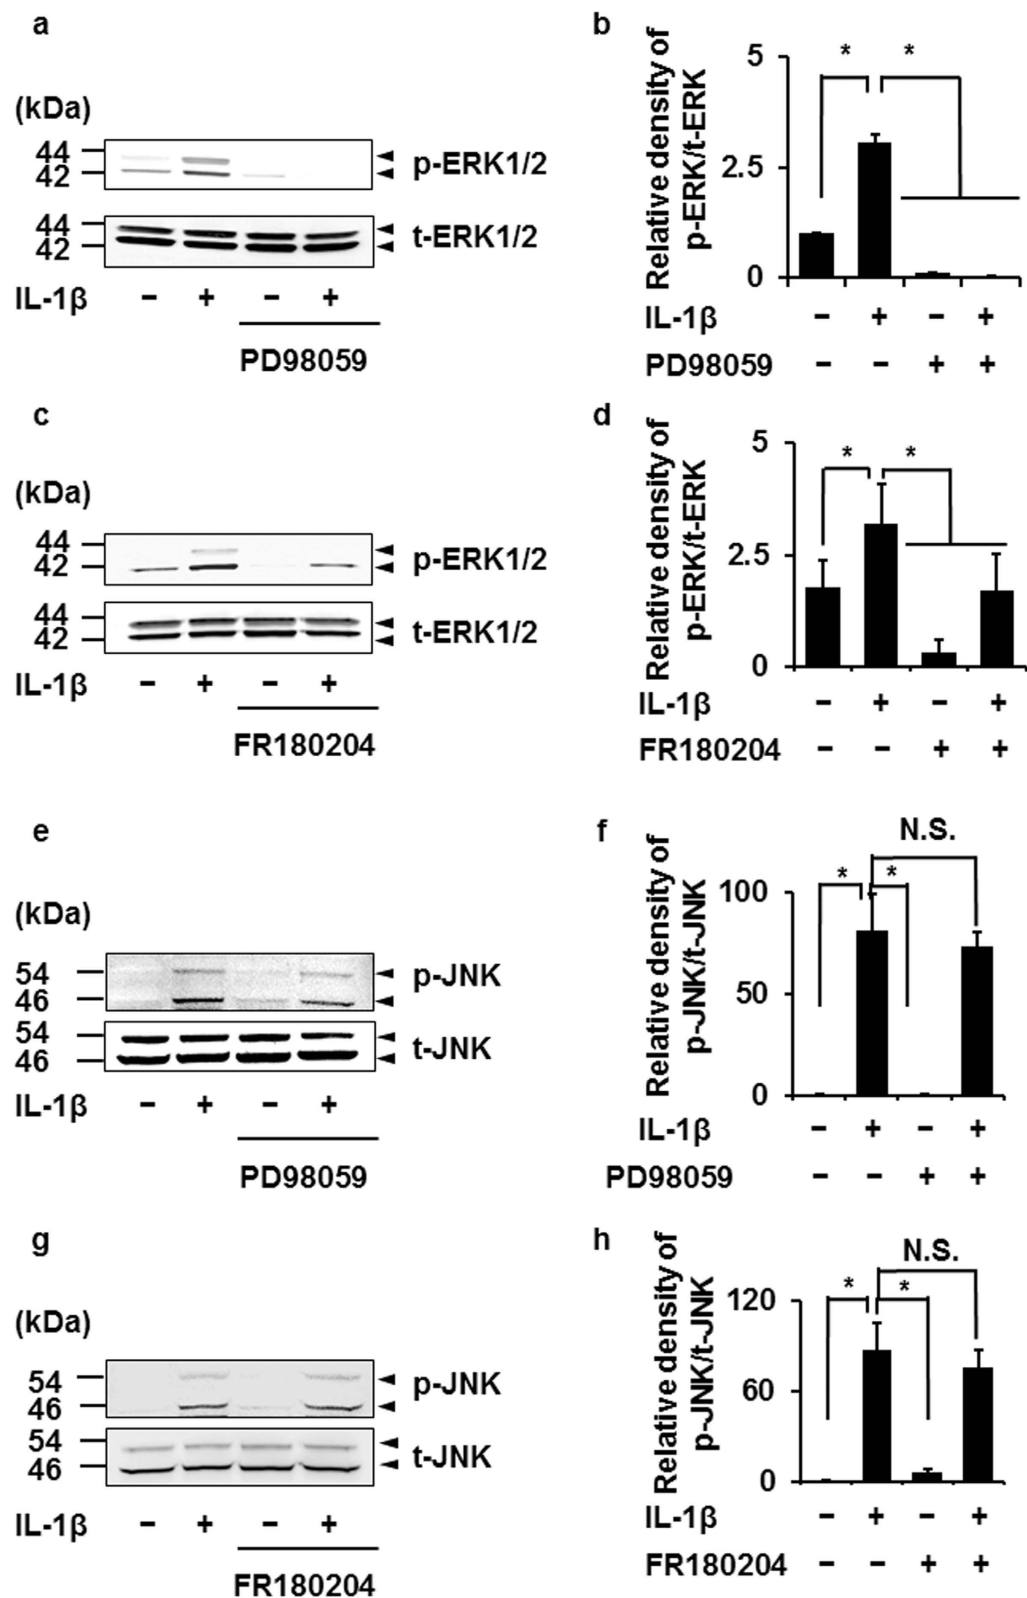 a
(kDa)
44
42
p-ERK1/2
44
42
t-ERK1/2
IL-1β − + − +
PD98059
b
Relative density of
p-ERK/t-ERK
5
2.5
0
* *
IL-1β − + − +
PD98059 − − + +
c
(kDa)
44
42
p-ERK1/2
44
42
t-ERK1/2
IL-1β − + − +
FR180204
d
Relative density of
p-ERK/t-ERK
5
2.5
0
* *
IL-1β − + − +
FR180204 − − + +
e
(kDa)
54
46
p-JNK
54
46
t-JNK
IL-1β − + − +
PD98059
f
Relative density of
p-JNK/t-JNK
N.S.
100
50
0
* *
IL-1β − + − +
PD98059 − − + +
g
(kDa)
54
46
p-JNK
54
46
t-JNK
IL-1β − + − +
FR180204
h
Relative density of
p-JNK/t-JNK
N.S.
120
60
0
* *
IL-1β − + − +
FR180204 − − + +